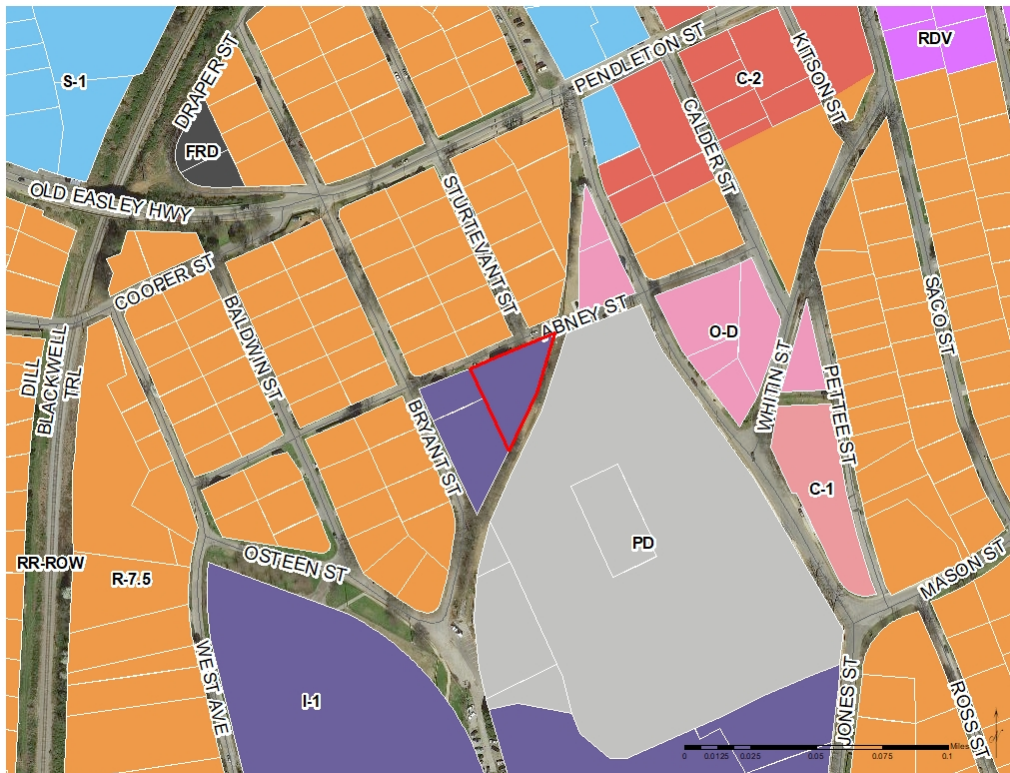 RDV
KITSON ST
PENDLETON ST
DRAPER ST
S-1
C-2
CALDER ST
FRD
OLD EASLEY HWY
STURTEVANT ST
COOPER ST
SACO ST
BALDWIN ST
ABNEY ST
O-D
DILL
BLACKWELL
TRL
WHITIN ST
PETTEE ST
BRYANT ST
C-1
PD
OSTEEN ST
RR-ROW
R-7.5
MASON ST
WEST AVE
I-1
JONES ST
ROSS ST
Miles
0 0.0125 0.025 0.05 0.075 0.1
N